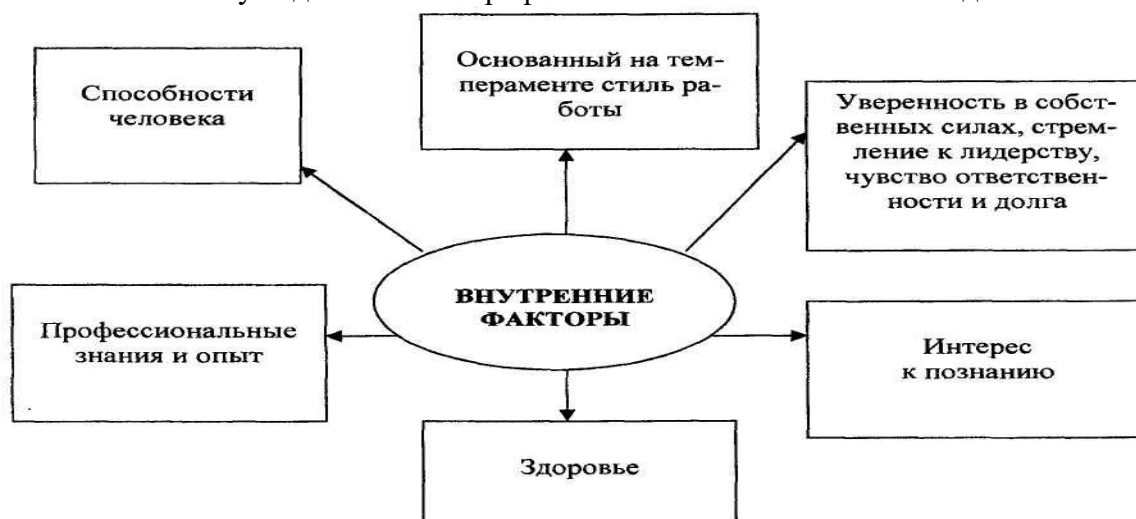 Способности
человека
Основанный на тем-
пераменте стиль ра-
боты
Уверенность в собст-
венных силах, стрем-
ление к лидерству,
чувство ответствен-
ности и долга
ВНУТРЕННИЕ
ФАКТОРЫ
Профессиональные
знания и опыт
Интерес
к познанию
Здоровье